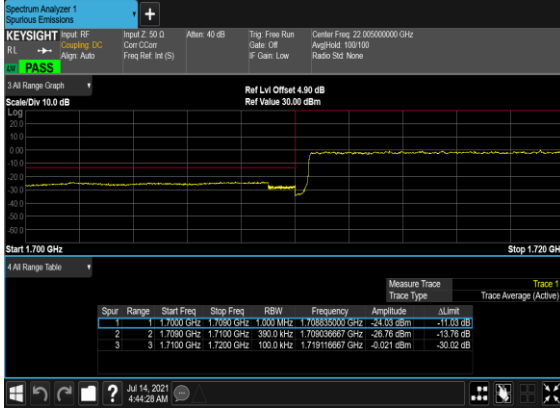 Spectrum Analyzer 1
Spurious Emissions
+
KEYSIGHT Input: RF Input Z: 50 Ω Atten: 40 dB Trig: Free Run Center Freq: 22.005000000 GHz
RL Coupling: DC Corr CCorr Gate: Off Avg|Hold: 100/100
Align: Auto Freq Ref: Int (S) IF Gain: Low Radio Std: None
LXI PASS
3 All Range Graph
Ref Lvl Offset 4.90 dB
Scale/Div 10.0 dB Ref Value 30.00 dBm
Log
20.0
10.0
0.00
-10.0
-20.0
-30.0
-40.0
-50.0
-60.0
Start 1.700 GHz Stop 1.720 GH
4 All Range Table
Measure Trace Trace 1
Trace Type Trace Average (Active)
Spur Range Start Freq Stop Freq RBW Frequency Amplitude ΔLimit
1 1 1.7000 GHz 1.7090 GHz 1.000 MHz 1.708835000 GHz -24.03 dBm -11.03 dB
2 2 1.7090 GHz 1.7100 GHz 390.0 kHz 1.709036667 GHz -26.76 dBm -13.76 dB
3 3 1.7100 GHz 1.7200 GHz 100.0 kHz 1.719116667 GHz -0.021 dBm -30.02 dB
? Jul 14, 2021
4:44:28 AM